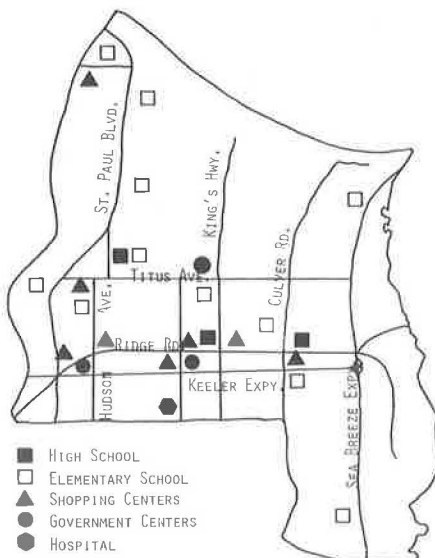 ST. PAUL BLVD.
KING'S HWY.
CULVER RD.
TITUS AVE.
AVE.
HUDSON
RIDGE RD
KEELER EXPY.
SEA BREEZE EXP
HIGH SCHOOL
ELEMENTARY SCHOOL
SHOPPING CENTERS
GOVERNMENT CENTERS
HOSPITAL